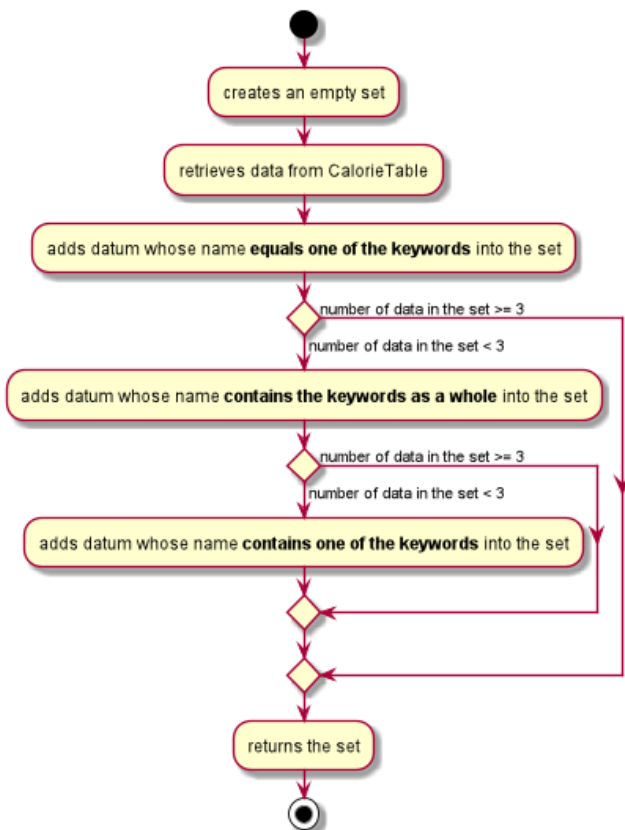 creates an empty set
retrieves data from CalorieTable
adds datum whose name equals one of the keywords into the set
number of data in the set >= 3
number of data in the set < 3
adds datum whose name contains the keywords as a whole into the set
number of data in the set >= 3
number of data in the set < 3
adds datum whose name contains one of the keywords into the set
returns the set